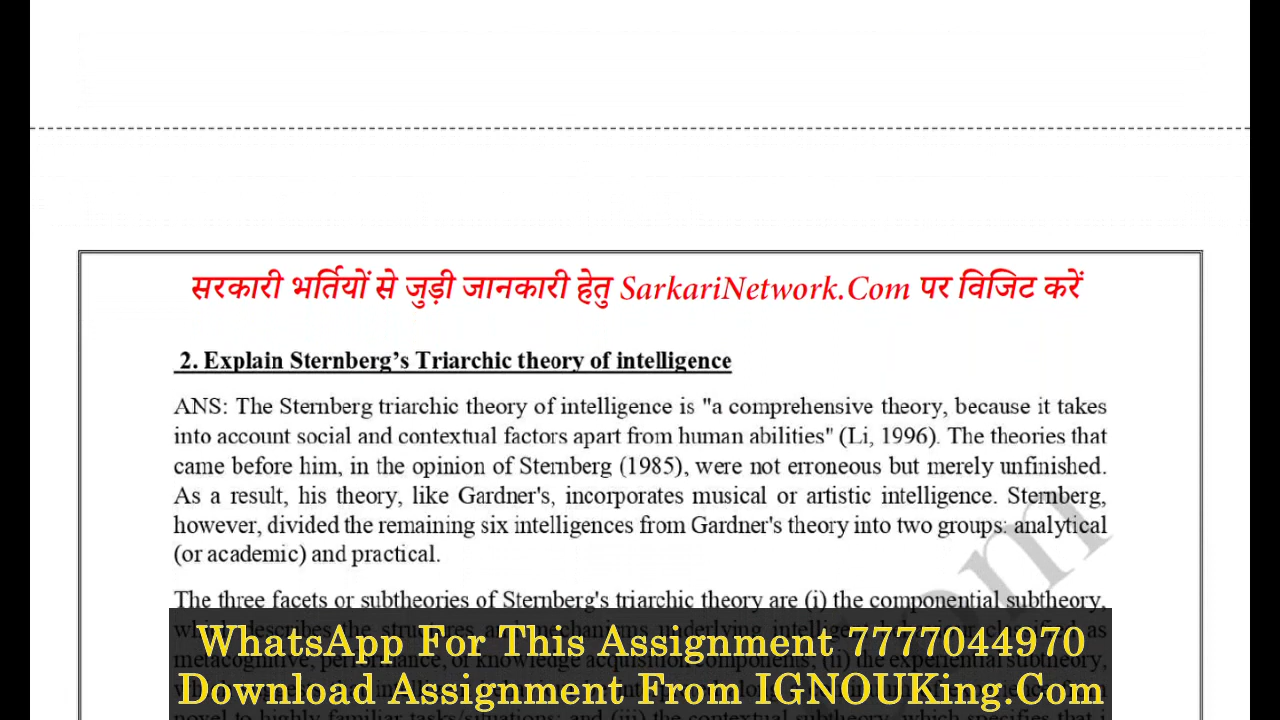 सरकारी भर्तियों से जुड़ी जानकारी हेतु SarkariNetwork.Com पर विजिट करें
2. Explain Sternberg's Triarchic theory of intelligence
ANS: The Sternberg triarchic theory of intelligence is "a comprehensive theory, because it takes
into account social and contextual factors apart from human abilities" (Li, 1996). The theories that
came before him, in the opinion of Sternberg (1985), were not erroneous but merely unfinished.
As a result, his theory, like Gardner's, incorporates musical or artistic intelligence. Sternberg,
however, divided the remaining six intelligences from Gardner's theory into two groups: analytical
(or academic) and practical.
The three facets or subtheories of Sternberg's triarchic theory are (i) the componential subtheory,
WhatsApp For This Assignment 7777044970
Download Assignment From IGNOUKing.Com